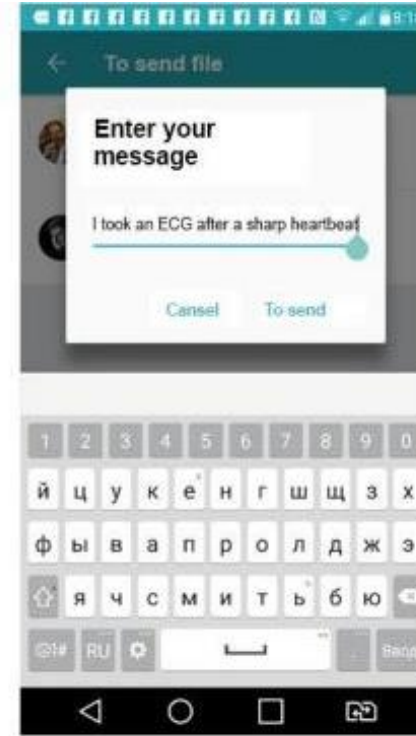 To send file
Enter your
message
I took an ECG after a sharp heartbeat
Cansel To send
1 2 3 4 5 6 7 8 9 0
й ц у к е н г ш щ з х
ф ы в а п р о л д ж э
я ч с м и т ь б ю
RU